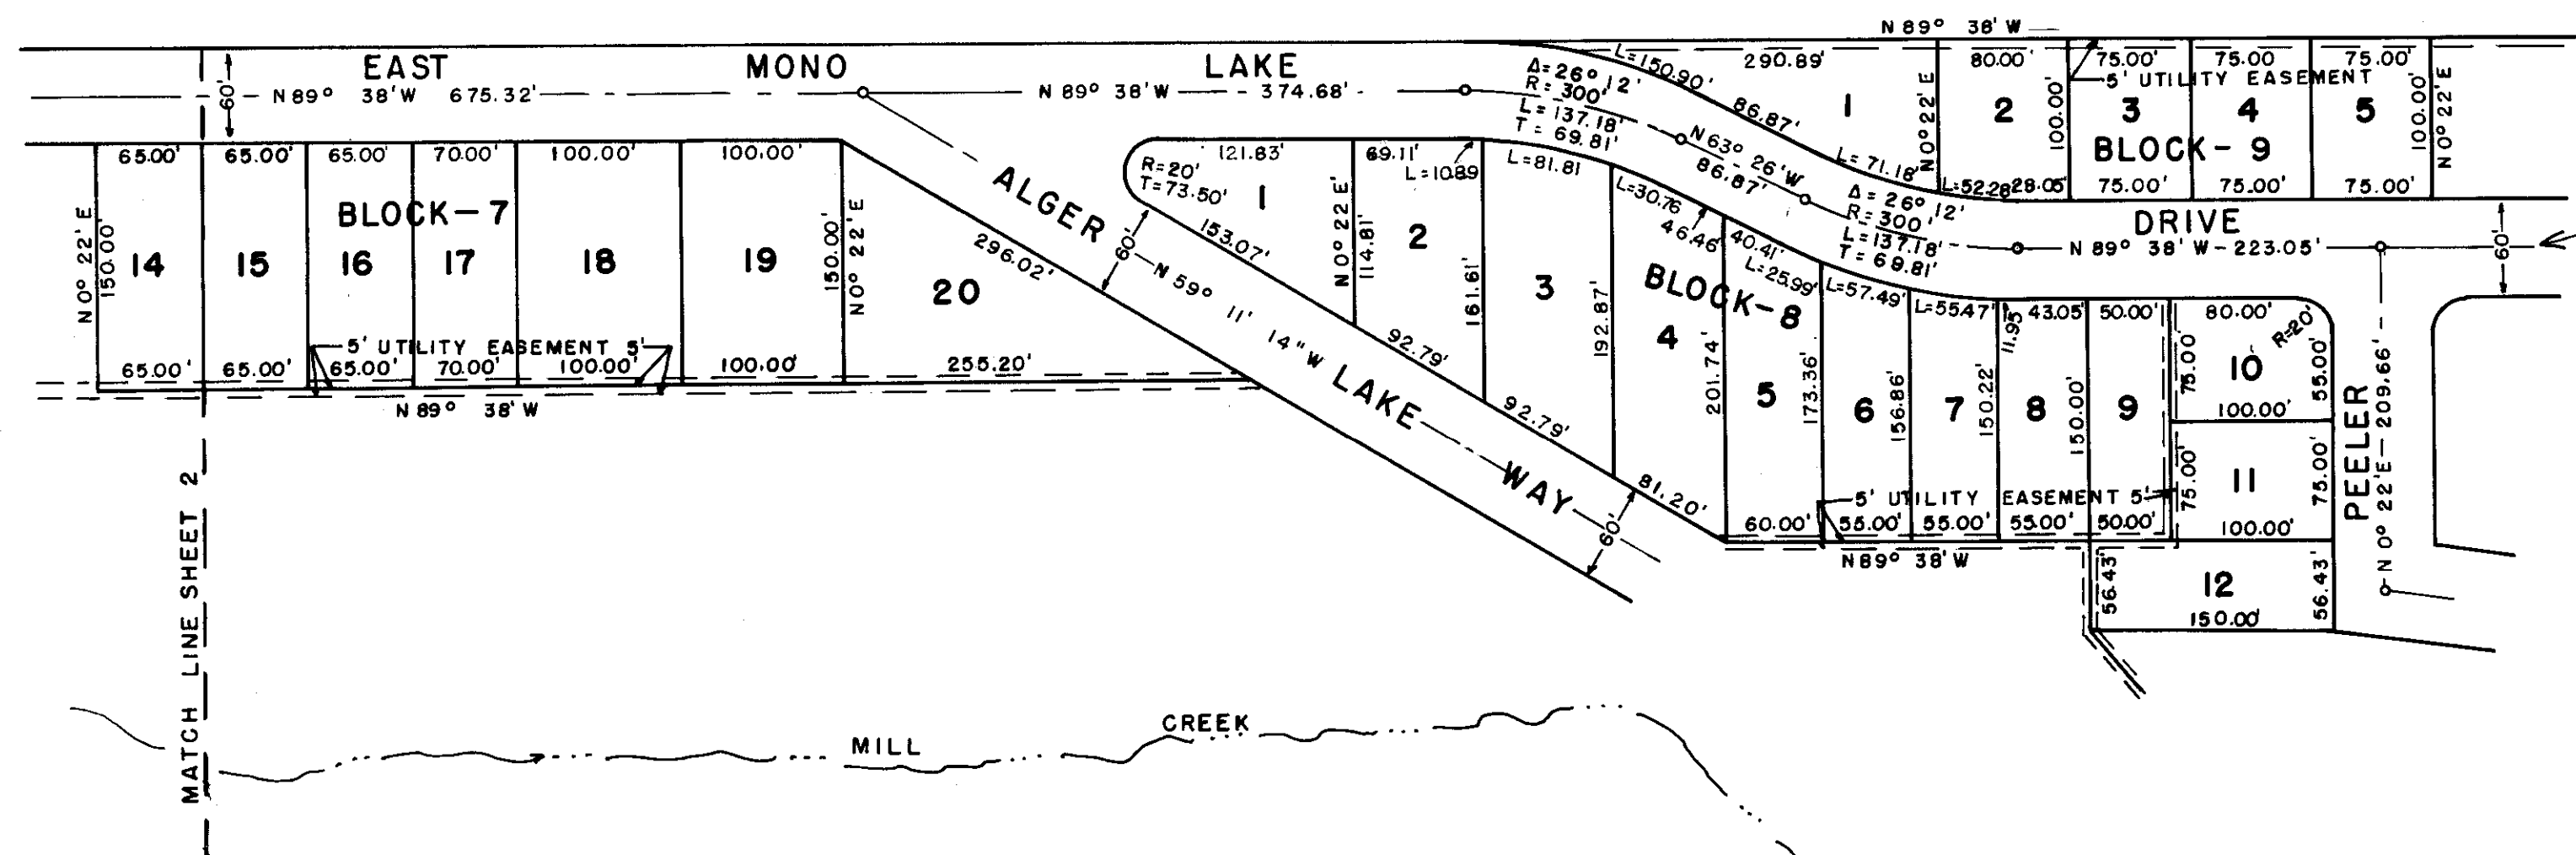 N 89° 38' W
EAST MONO LAKE
N 89° 38' W 675.32'
60'
N 89° 38' W 374.68'
Δ = 26° 12'
R = 300'
L = 137.18'
T = 69.81'
L=150.90'
290.89'
86.87'
1
L= 71.18'
N 0° 22' E
80.00'
2
100.00'
L=52.28
28.05'
75.00'
5' UTILITY EASEMENT
3
BLOCK-9
75.00'
75.00
4
75.00'
75.00'
5
75.00'
100.00'
N 0° 22' E
N 63° 26' W
86.87'
Δ = 26° 12'
R = 300'
L = 137.18'
T = 69.81'
DRIVE
N 89° 38' W-223.05'
60'
65.00' 65.00' 65.00' 70.00' 100.00' 100.00'
BLOCK-7
N 0° 22' E
150.00'
14 15 16 17 18 19
150.00'
N 0° 22' E
20
296.02'
5' UTILITY EASEMENT 5'
65.00' 65.00' 65.00' 70.00' 100.00' 100.00' 255.20'
N 89° 38' W
ALGER LAKE WAY
60'
N 59° 11' 14" W
60'
R=20'
T=73.50'
121.83'
1
153.07'
N 0° 22' E
114.81'
69.11'
L=10.89
2
161.61'
92.79'
L=81.81
3
192.87'
92.79'
L=30.76
46.46'
BLOCK-8
4
201.74'
81.20'
40.41'
L=25.99'
5
173.36'
60.00'
L=57.49'
6
156.86'
55.00'
L=55.47'
7
150.22'
55.00'
11.95'
43.05'
8
150.00'
55.00'
50.00'
9
50.00'
5' UTILITY EASEMENT 5'
N 89° 38' W
80.00'
R=20'
75.00
10
55.00'
100.00'
75.00'
11
75.00'
100.00'
56.43'
12
56.43'
150.00'
PEELER
N 0° 22' E-209.66'
MATCH LINE SHEET 2
MILL CREEK